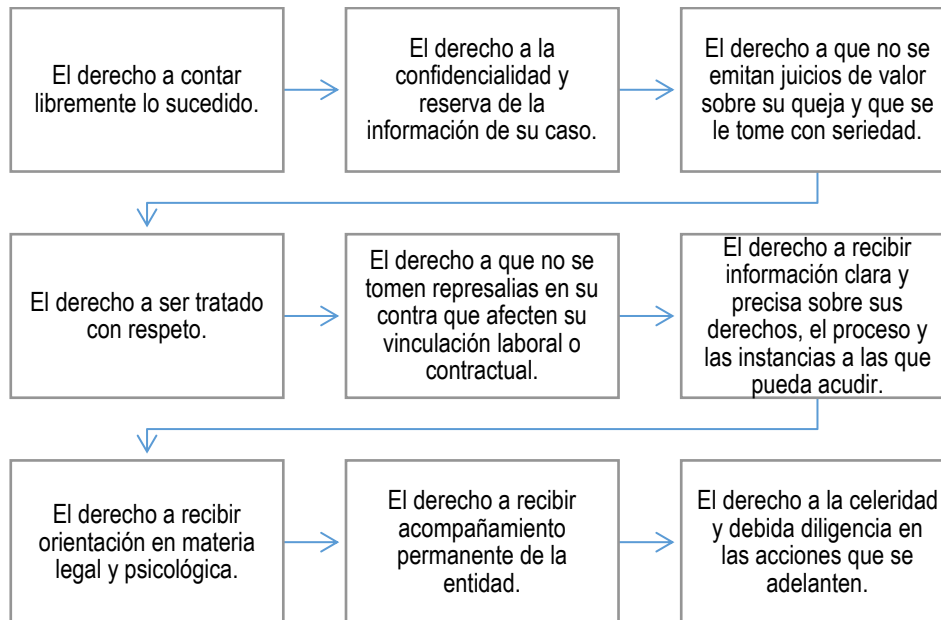 El derecho a contar
libremente lo sucedido.
El derecho a la
confidencialidad y
reserva de la
información de su caso.
El derecho a que no se
emitan juicios de valor
sobre su queja y que se
le tome con seriedad.
El derecho a ser tratado
con respeto.
El derecho a que no se
tomen represalias en su
contra que afecten su
vinculación laboral o
contractual.
El derecho a recibir
información clara y
precisa sobre sus
derechos, el proceso y
las instancias a las que
pueda acudir.
El derecho a recibir
orientación en materia
legal y psicológica.
El derecho a recibir
acompañamiento
permanente de la
entidad.
El derecho a la celeridad
y debida diligencia en
las acciones que se
adelanten.